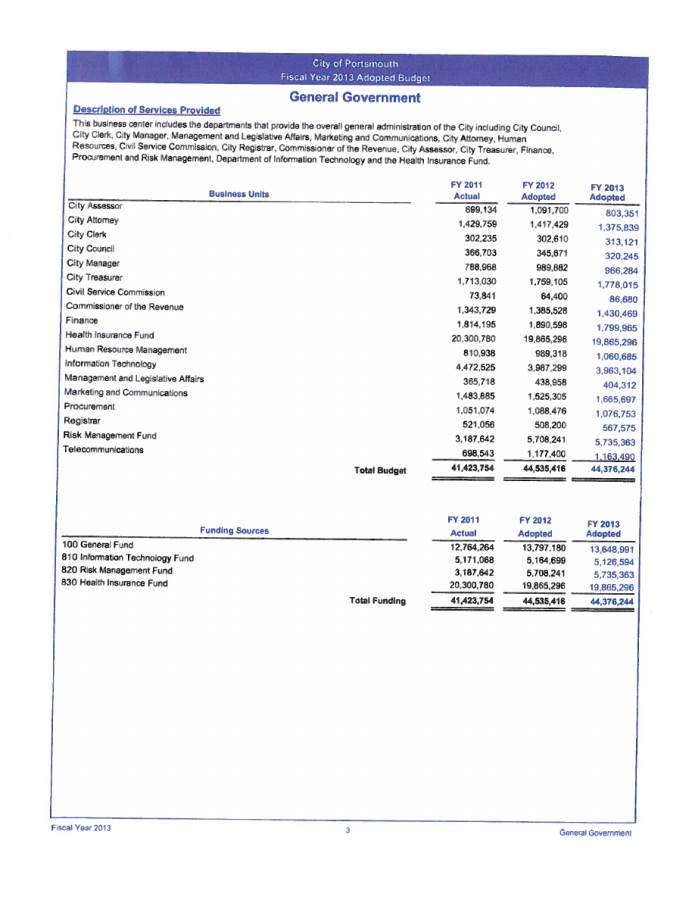 City of Portsmouth
Fiscal Year 2013 Adopted Budget
General Government
Description of Services Provided
This business center includes the departments that provide the overall general administration of the City including City Council,
City Clerk, City Manager, Management and Legislative Affairs, Marketing and Communications, City Attorney, Human
Resources, Civil Service Commission, City Registrar, Commissioner of the Revenue, City Assessor, City Treasurer, Finance,
Procurement and Risk Management, Department of Information Technology and the Health Insurance Fund.
Business Units FY 2011 Actual FY 2012 Adopted FY 2013 Adopted
City Assessor 699,134 1,091,700 803,351
City Attorney 1,429,759 1,417,429 1,375,839
City Clerk 302,235 302,610 313,121
City Council 366,703 345,671 320,245
City Manager 788,968 989,882 966,284
City Treasurer 1,713,030 1,759,105 1,778,015
Civil Service Commission 73,841 64,400 86,680
Commissioner of the Revenue 1,343,729 1,385,528 1,430,469
Finance 1,814,195 1,890,598 1,799,965
Health Insurance Fund 20,300,780 19,865,296 19,865,296
Human Resource Management 810,938 989,318 1,060,685
Information Technology 4,472,525 3,987,299 3,963,104
Management and Legislative Affairs 365,718 438,958 404,312
Marketing and Communications 1,483,885 1,525,305 1,665,697
Procurement 1,051,074 1,088,476 1,076,753
Registrar 521,056 508,200 567,575
Risk Management Fund 3,187,642 5,708,241 5,735,363
Telecommunications 698,543 1,177,400 1,163,490
Total Budget 41,423,754 44,535,416 44,376,244
Funding Sources FY 2011 Actual FY 2012 Adopted FY 2013 Adopted
100 General Fund 12,764,264 13,797,180 13,648,991
810 Information Technology Fund 5,171,068 5,164,699 5,126,594
820 Risk Management Fund 3,187,642 5,708,241 5,735,363
830 Health Insurance Fund 20,300,780 19,865,296 19,865,296
Total Funding 41,423,754 44,535,416 44,376,244
Fiscal Year 2013 3 General Government